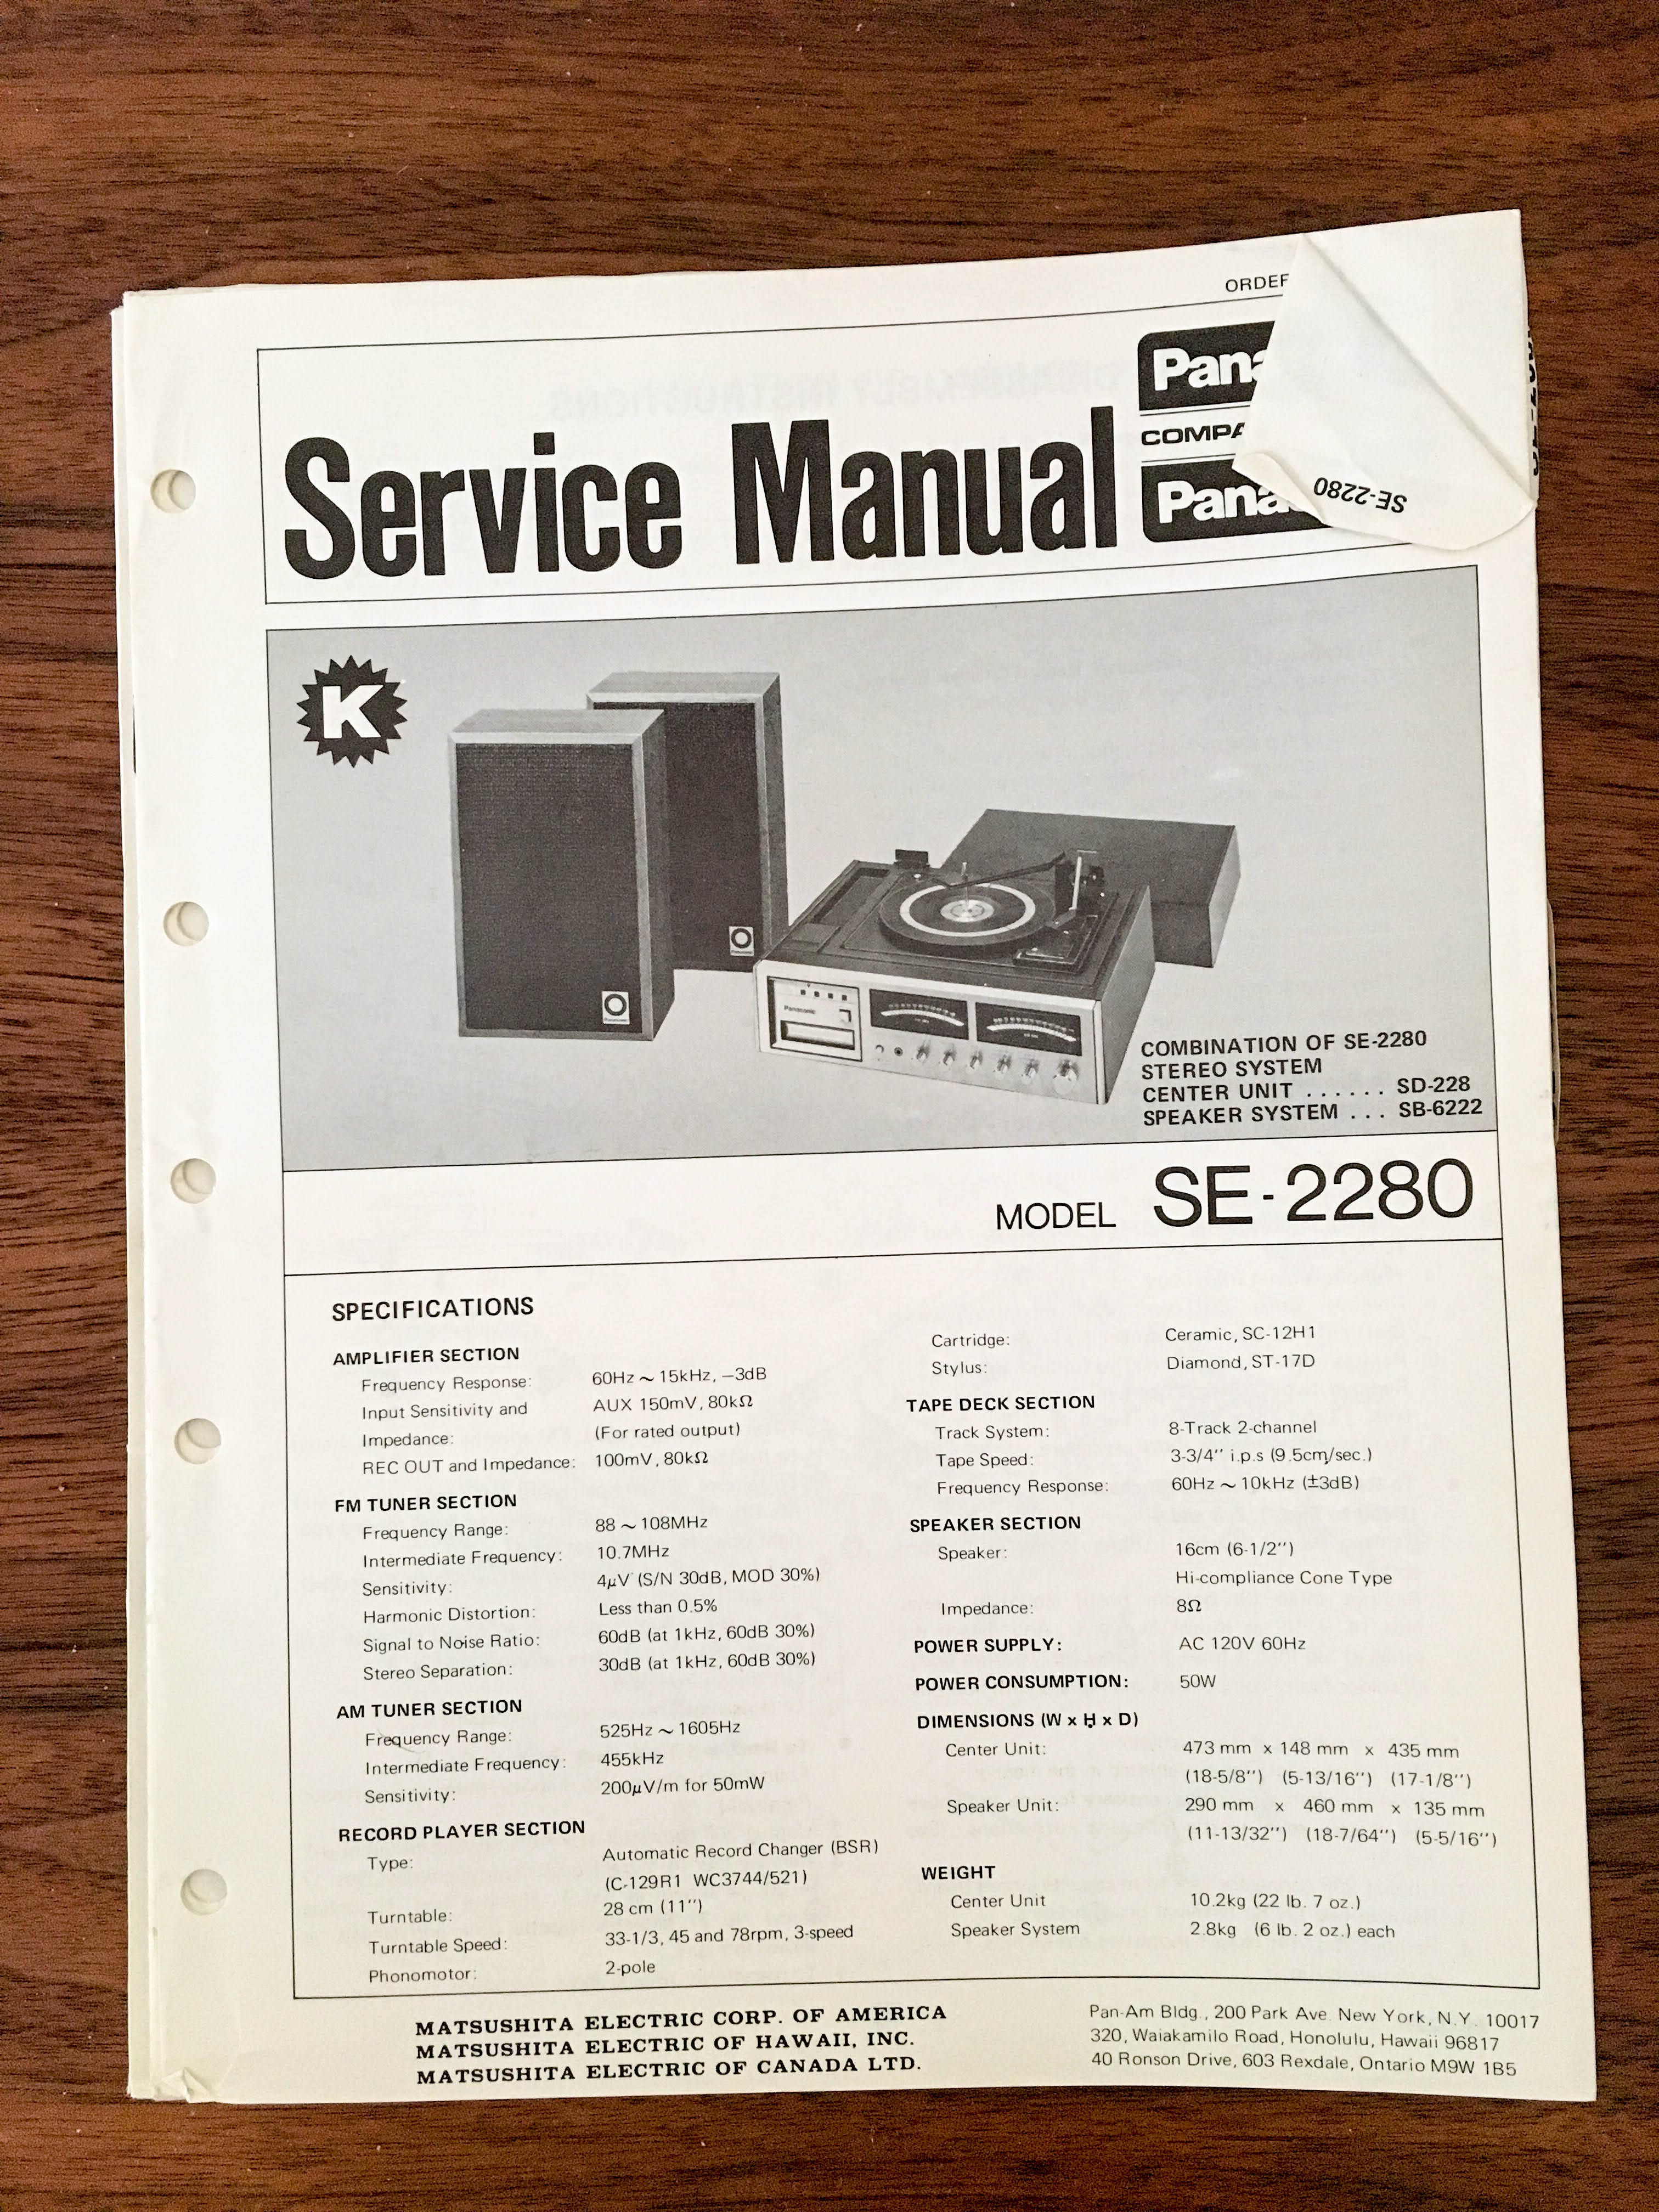 Service Manual
SE-2280
K
Panasonic
COMBINATION OF SE-2280
STEREO SYSTEM
CENTER UNIT ...... SD-228
SPEAKER SYSTEM ... SB-6222
MODEL SE-2280
SPECIFICATIONS
AMPLIFIER SECTION
Frequency Response: 60Hz ~ 15kHz, —3dB
Input Sensitivity and AUX 150mV, 80kΩ
Impedance: (For rated output)
REC OUT and Impedance: 100mV, 80kΩ
FM TUNER SECTION
Frequency Range: 88 ~ 108MHz
Intermediate Frequency: 10.7MHz
Sensitivity: 4µV (S/N 30dB, MOD 30%)
Harmonic Distortion: Less than 0.5%
Signal to Noise Ratio: 60dB (at 1kHz, 60dB 30%)
Stereo Separation: 30dB (at 1kHz, 60dB 30%)
AM TUNER SECTION
Frequency Range: 525Hz ~ 1605Hz
Intermediate Frequency: 455kHz
Sensitivity: 200µV/m for 50mW
RECORD PLAYER SECTION
Type: Automatic Record Changer (BSR)
(C-129R1 WC3744/521)
Turntable: 28 cm (11'')
Turntable Speed: 33-1/3, 45 and 78rpm, 3-speed
Phonomotor: 2-pole
Cartridge: Ceramic, SC-12H1
Stylus: Diamond, ST-17D
TAPE DECK SECTION
Track System: 8-Track 2-channel
Tape Speed: 3-3/4'' i.p.s (9.5cm/sec.)
Frequency Response: 60Hz ~ 10kHz (±3dB)
SPEAKER SECTION
Speaker: 16cm (6-1/2'')
Hi-compliance Cone Type
Impedance: 8Ω
POWER SUPPLY: AC 120V 60Hz
POWER CONSUMPTION: 50W
DIMENSIONS (W x H x D)
Center Unit: 473 mm x 148 mm x 435 mm
(18-5/8'') (5-13/16'') (17-1/8'')
Speaker Unit: 290 mm x 460 mm x 135 mm
(11-13/32'') (18-7/64'') (5-5/16'')
WEIGHT
Center Unit 10.2kg (22 lb. 7 oz.)
Speaker System 2.8kg (6 lb. 2 oz.) each
MATSUSHITA ELECTRIC CORP. OF AMERICA Pan-Am Bldg., 200 Park Ave. New York, N.Y. 10017
MATSUSHITA ELECTRIC OF HAWAII, INC. 320, Waiakamilo Road, Honolulu, Hawaii 96817
MATSUSHITA ELECTRIC OF CANADA LTD. 40 Ronson Drive, 603 Rexdale, Ontario M9W 1B5